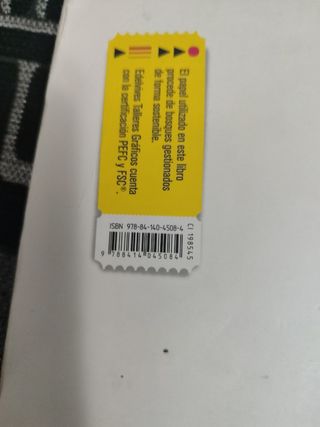 El papel utilizado en este libro
procede de bosques gestionados
de forma sostenible.
Edelvives Talleres Gráficos cuenta
con la certificación PEFC y FSC®.
CI 198545
ISBN 978-84-140-4508-4
9 788414 045084